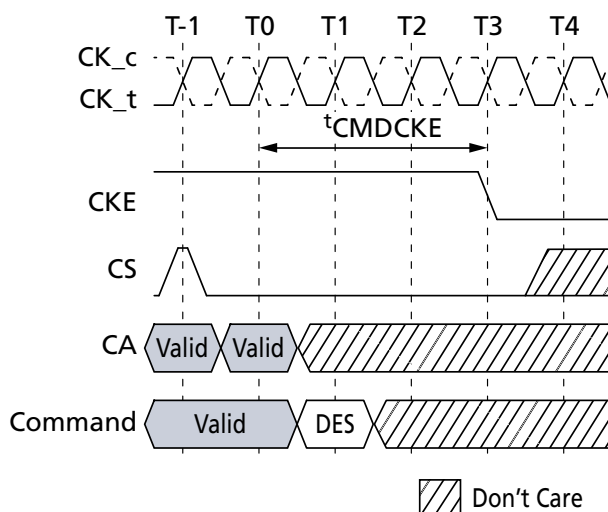 T-1 T0 T1 T2 T3 T4
CK_c
CK_t
tCMDCKE
CKE
CS
CA Valid Valid
Command Valid DES
Don't Care